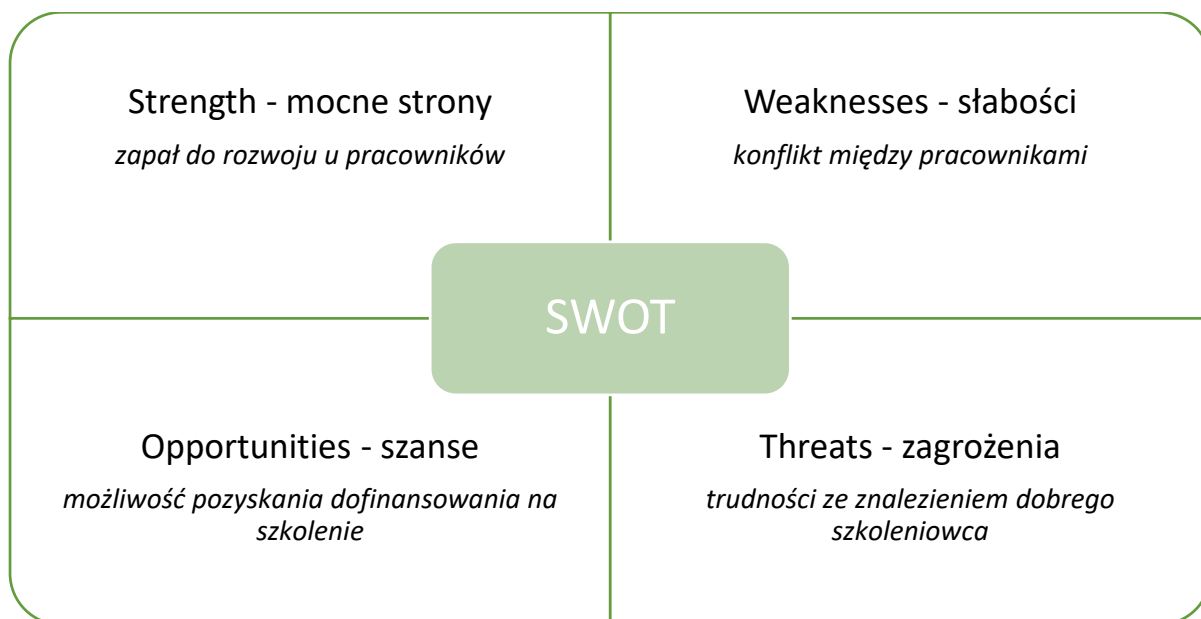 Strength - mocne strony
zapał do rozwoju u pracowników
Weaknesses - słabości
konflikt między pracownikami
SWOT
Opportunities - szanse
możliwość pozyskania dofinansowania na
szkolenie
Threats - zagrożenia
trudności ze znalezieniem dobrego
szkoleniowca